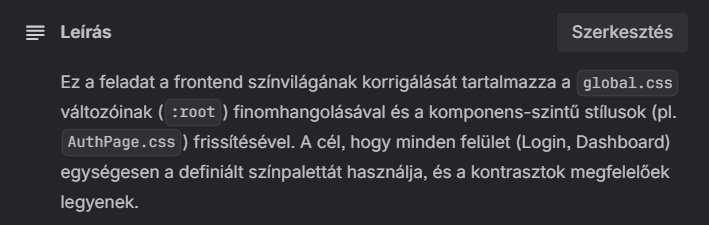 Leírás
Szerkesztés
Ez a feladat a frontend színvilágának korrigálását tartalmazza a global.css
változóinak ( :root ) finomhangolásával és a komponens-szintű stílusok (pl.
AuthPage.css ) frissítésével. A cél, hogy minden felület (Login, Dashboard)
egységesen a definiált színpalettát használja, és a kontrasztok megfelelőek
legyenek.